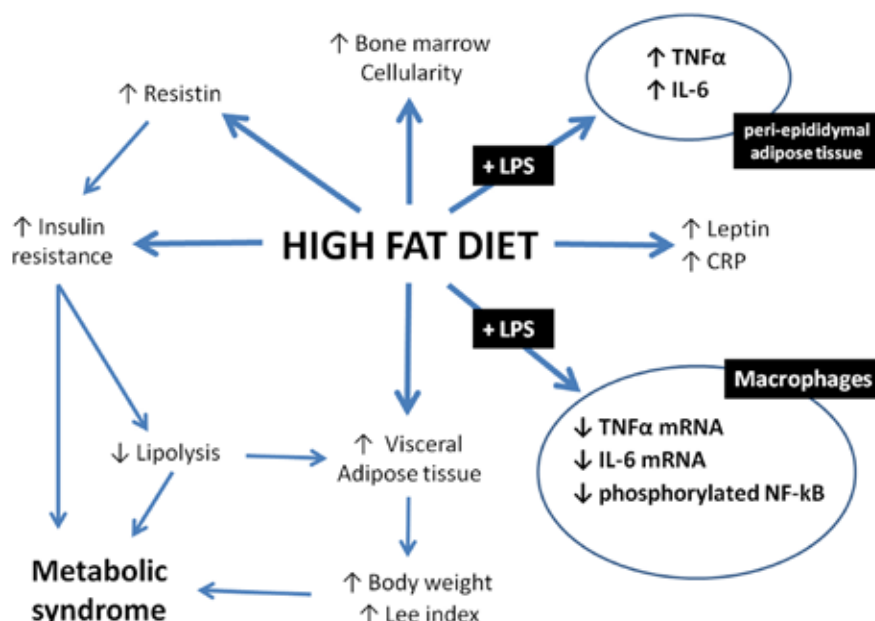 ↑ Bone marrow
Cellularity
↑ TNFα
↑ IL-6
peri-epididymal
adipose tissue
↑ Resistin
+ LPS
↑ Insulin
resistance
HIGH FAT DIET
↑ Leptin
↑ CRP
+ LPS
Macrophages
↓ TNFα mRNA
↓ IL-6 mRNA
↓ phosphorylated NF-kB
↓ Lipolysis
↑ Visceral
Adipose tissue
Metabolic
syndrome
↑ Body weight
↑ Lee index